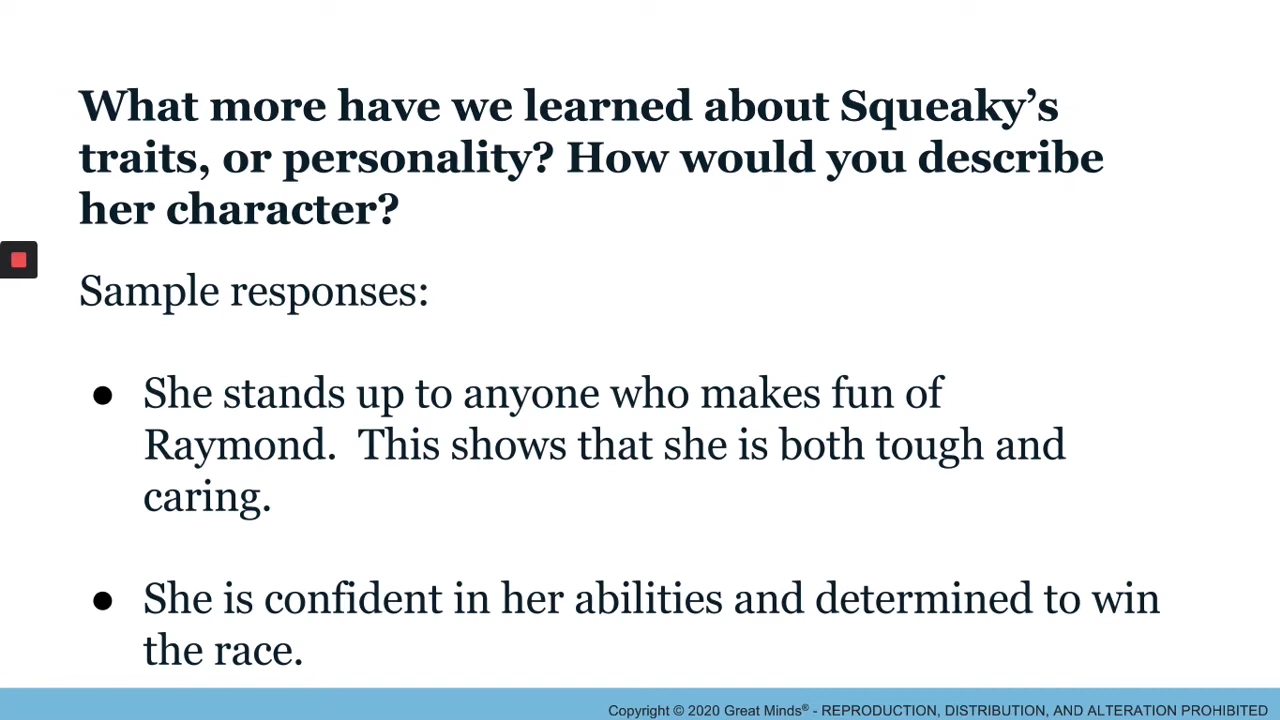 What more have we learned about Squeaky’s
traits, or personality? How would you describe
her character?
Sample responses:
● She stands up to anyone who makes fun of
Raymond.  This shows that she is both tough and
caring.
● She is confident in her abilities and determined to win
the race.
Copyright © 2020 Great Minds® - REPRODUCTION, DISTRIBUTION, AND ALTERATION PROHIBITED